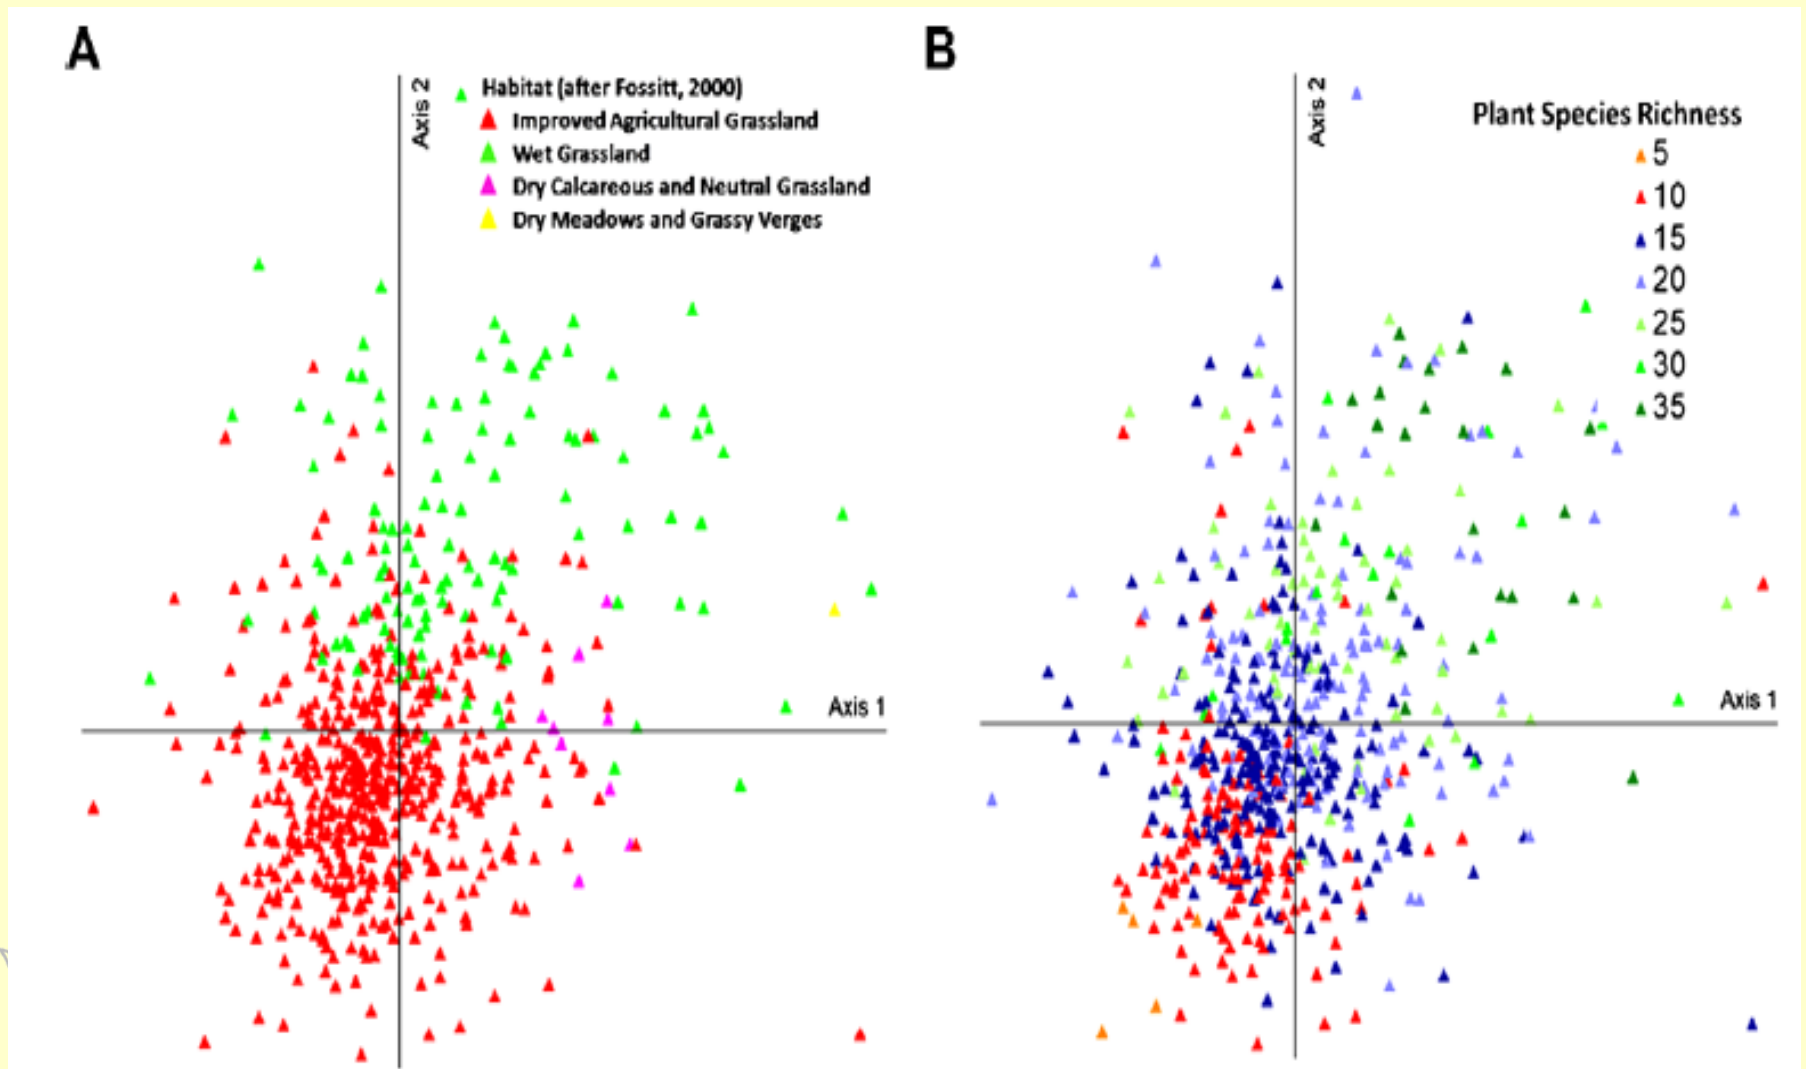 A
Axis 2
Habitat (after Fossitt, 2000)
Improved Agricultural Grassland
Wet Grassland
Dry Calcareous and Neutral Grassland
Dry Meadows and Grassy Verges
Axis 1
B
Axis 2
Plant Species Richness
5
10
15
20
25
30
35
Axis 1